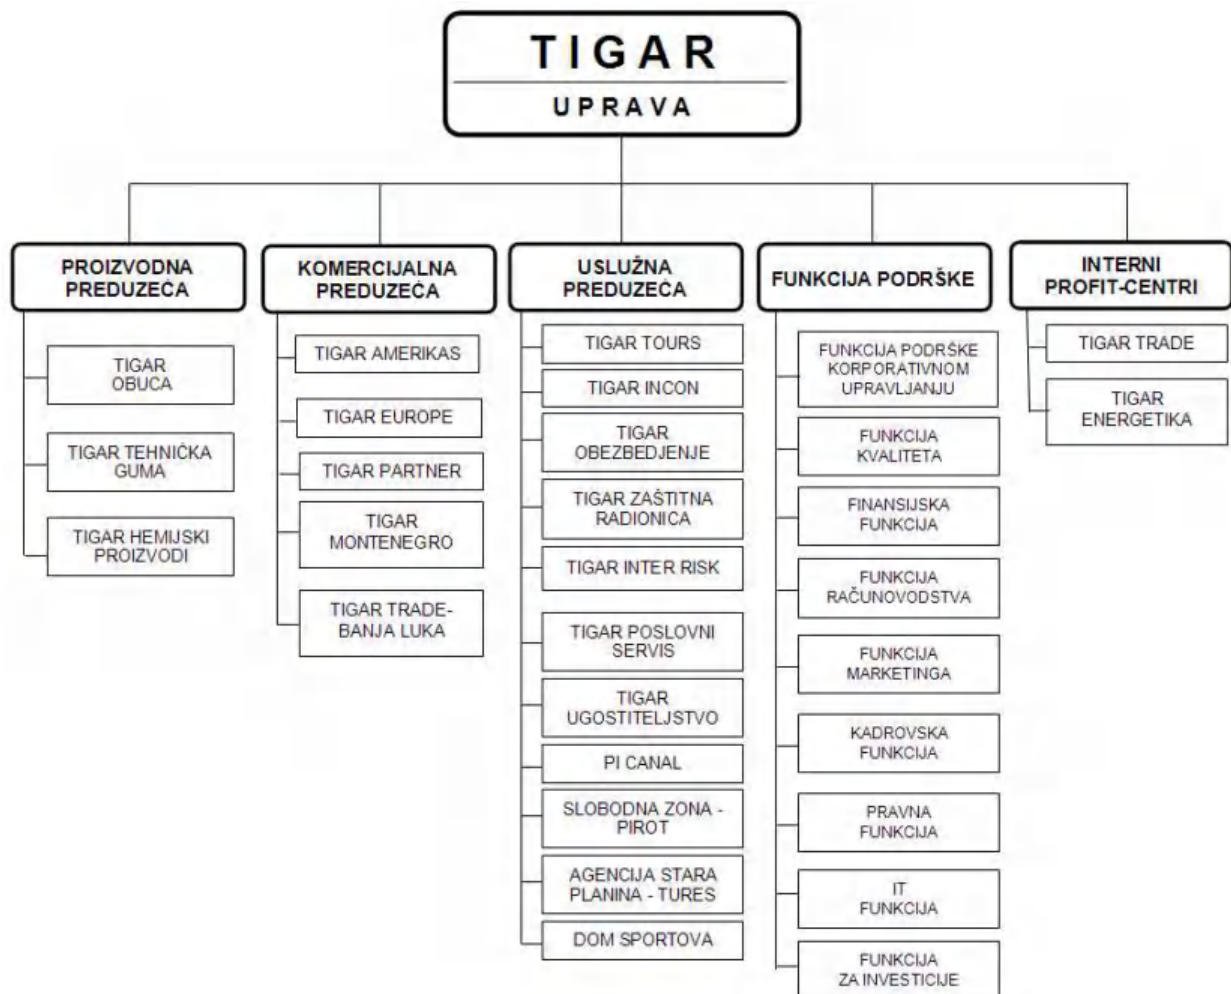 TIGAR
UPRAVA
PROIZVODNA
PREDUZEĆA
TIGAR
OBUCA
TIGAR TEHNIČKA
GUMA
TIGAR HEMIJSKI
PROIZVODI
KOMERCIJALNA
PREDUZEĆA
TIGAR AMERIKAS
TIGAR EUROPE
TIGAR PARTNER
TIGAR
MONTENEGRO
TIGAR TRADE-
BANJA LUKA
USLUŽNA
PREDUZEĆA
TIGAR TOURS
TIGAR INCON
TIGAR
OBEZBEDJENJE
TIGAR ZAŠTITNA
RADIONICA
TIGAR INTER RISK
TIGAR POSLOVNI
SERVIS
TIGAR
UGOSTITELJSTVO
PI CANAL
SLOBODNA ZONA -
PIROT
AGENCIJA STARA
PLANINA - TURES
DOM SPORTOVA
FUNKCIJA PODRŠKE
FUNKCIJA PODRŠKE
KORPORATIVNOM
UPRAVLJANJU
FUNKCIJA
KVALITETA
FINANSIJSKA
FUNKCIJA
FUNKCIJA
RAČUNOVODSTVA
FUNKCIJA
MARKETINGA
KADROVSKA
FUNKCIJA
PRAVNA
FUNKCIJA
IT
FUNKCIJA
FUNKCIJA
ZA INVESTICIJE
INTERNI
PROFIT-CENTRI
TIGAR TRADE
TIGAR
ENERGETIKA